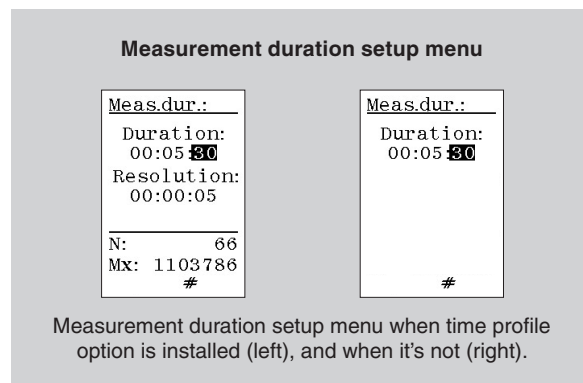 Measurement duration setup menu
Meas.dur.:
Duration:
00:05:30
Resolution:
00:00:05
N: 66
Mx: 1103786
#
Meas.dur.:
Duration:
00:05:30
#
Measurement duration setup menu when time profile
option is installed (left), and when it's not (right).